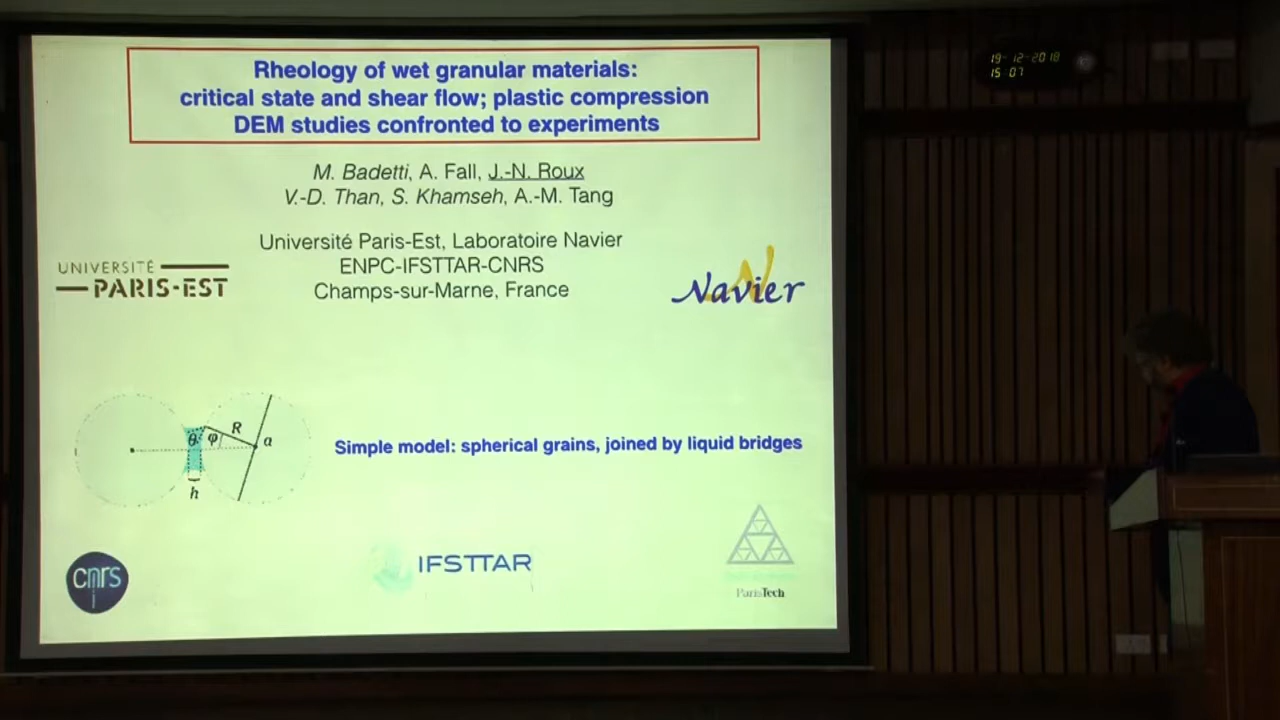 Rheology of wet granular materials:
critical state and shear flow; plastic compression
DEM studies confronted to experiments
M. Badetti, A. Fall, J.-N. Roux
V.-D. Than, S. Khamseh, A.-M. Tang
Université Paris-Est, Laboratoire Navier
ENPC-IFSTTAR-CNRS
Champs-sur-Marne, France
UNIVERSITÉ
PARIS-EST
Navier
θ φ R a
h
Simple model: spherical grains, joined by liquid bridges
cnrs
IFSTTAR
ParisTech
19-12-2018
15 07